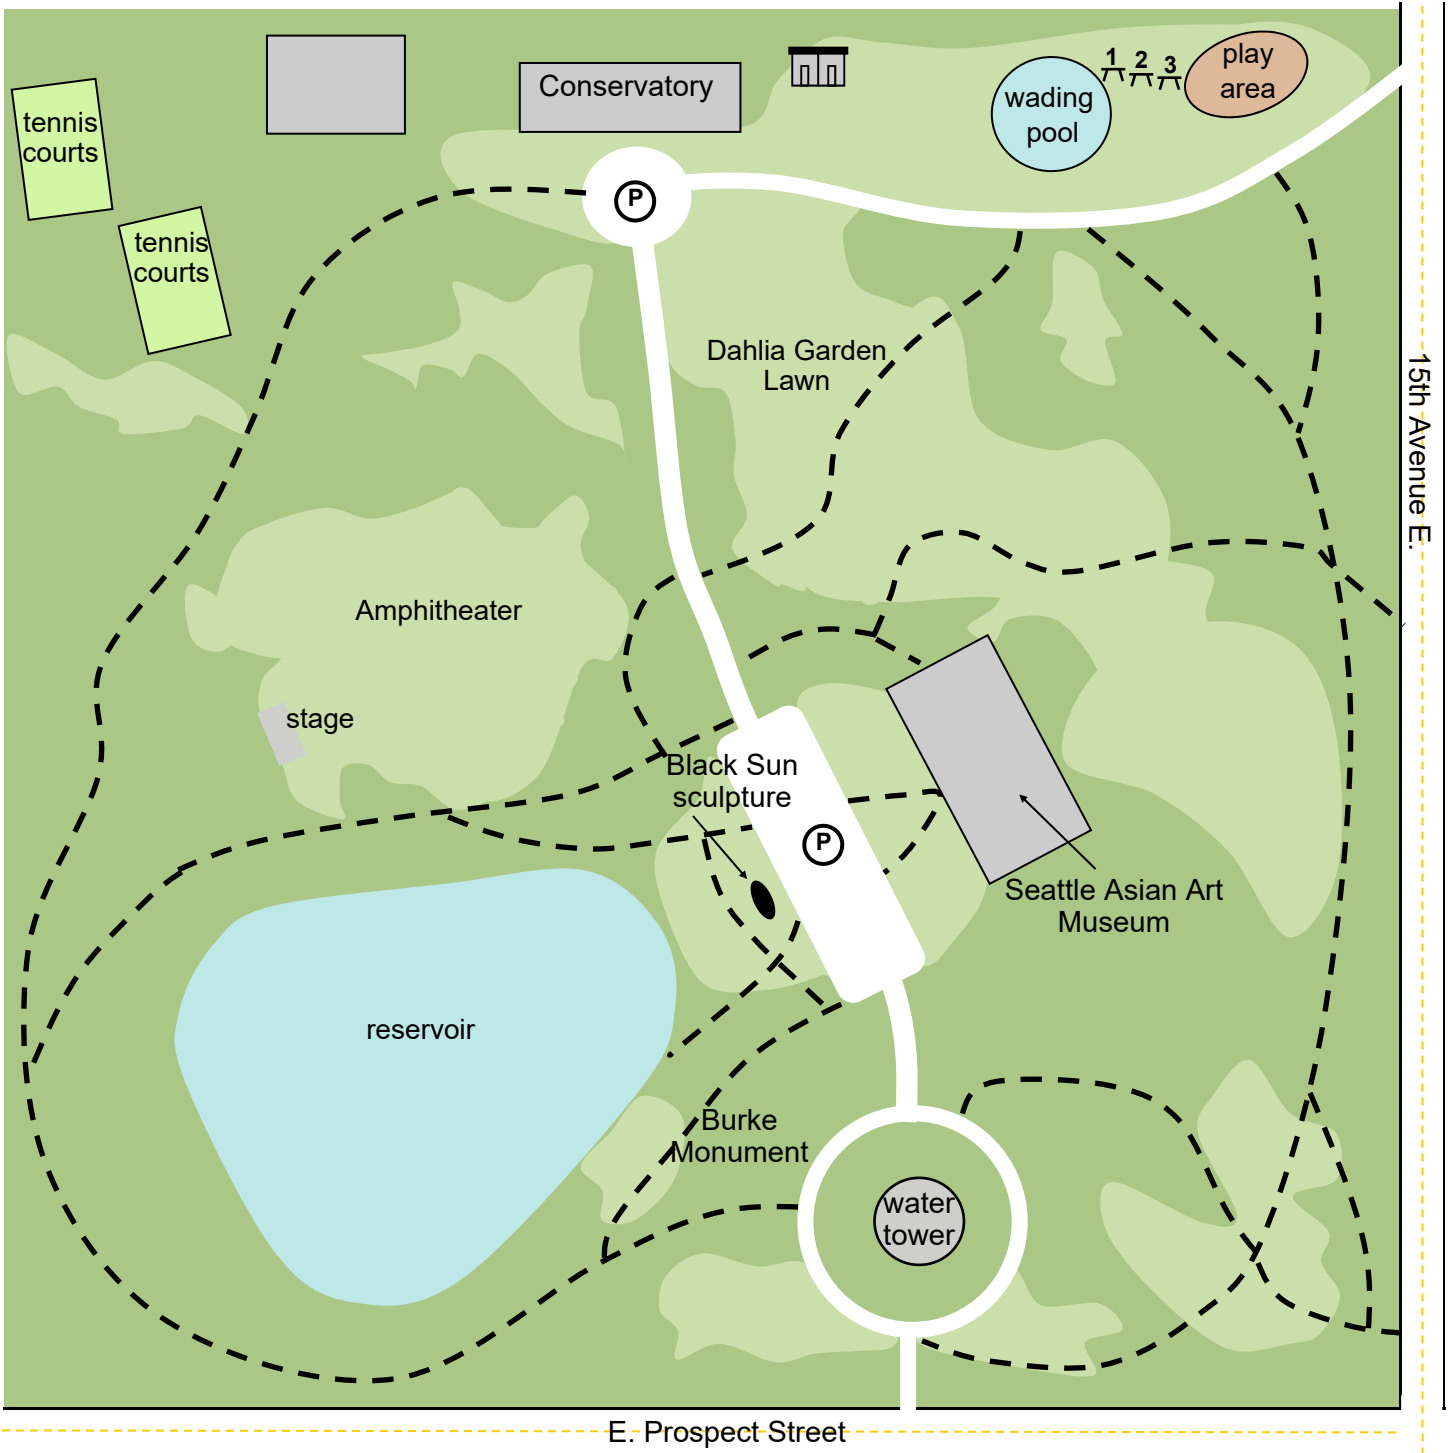 1 2 3
play
area
Conservatory
wading
pool
tennis
courts
P
tennis
courts
Dahlia Garden
Lawn
15th Avenue E.
Amphitheater
stage
Black Sun
sculpture
P
Seattle Asian Art
Museum
reservoir
Burke
Monument
water
tower
E. Prospect Street